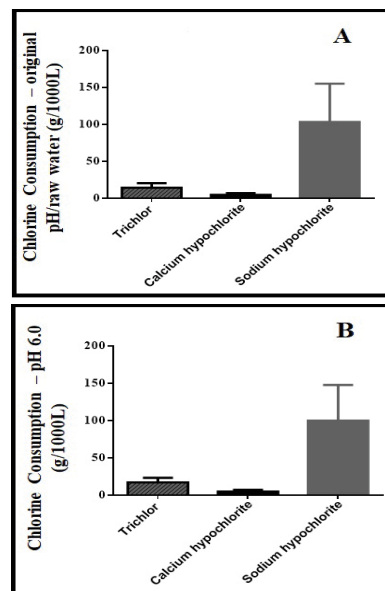 A
Chlorine Consumption – original
pH/raw water (g/1000L)
200
150
100
50
0
Trichlor
Calcium hypochlorite
Sodium hypochlorite
B
Chlorine Consumption – pH 6.0
(g/1000L)
200
150
100
50
0
Trichlor
Calcium hypochlorite
Sodium hypochlorite